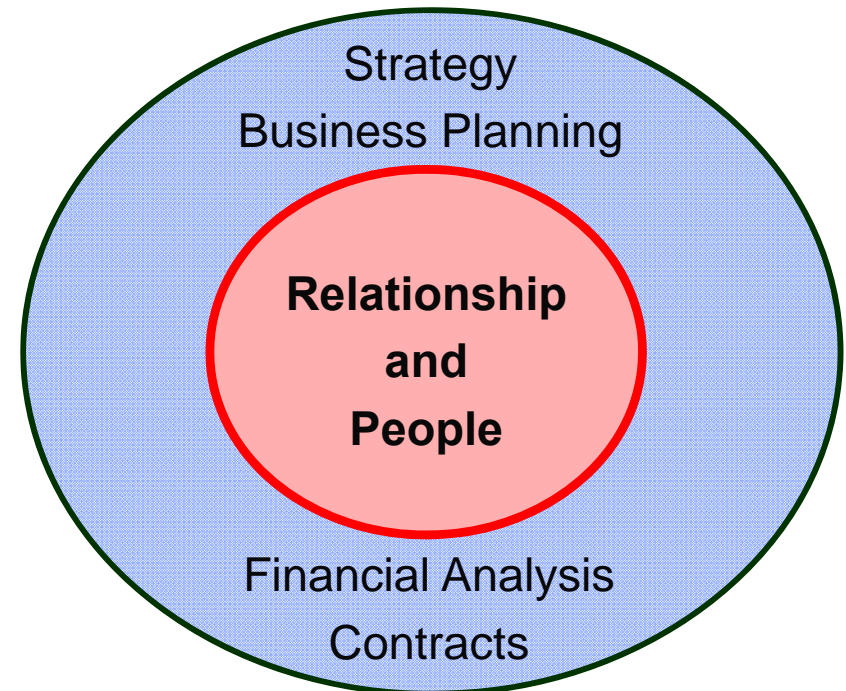 Strategy
Business Planning
Relationship
and
People
Financial Analysis
Contracts